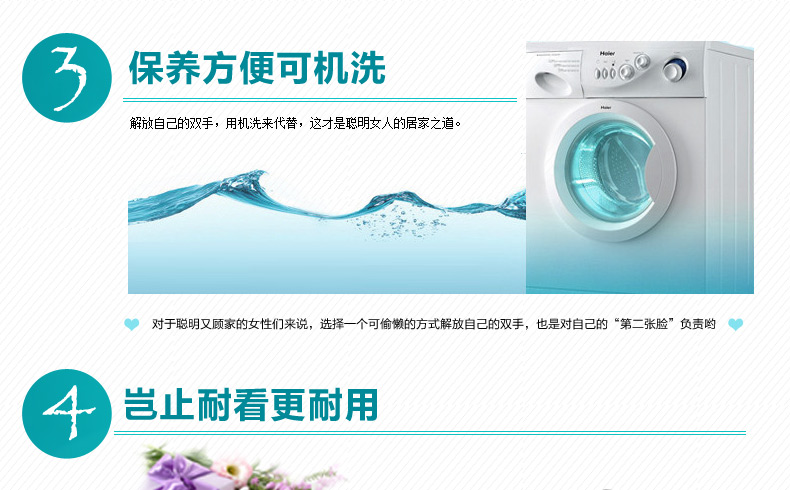 3
保养方便可机洗
解放自己的双手，用机洗来代替，这才是聪明女人的居家之道。
Haier
Haier
对于聪明又顾家的女性们来说，选择一个可偷懒的方式解放自己的双手，也是对自己的“第二张脸”负责哟
4
岂止耐看更耐用